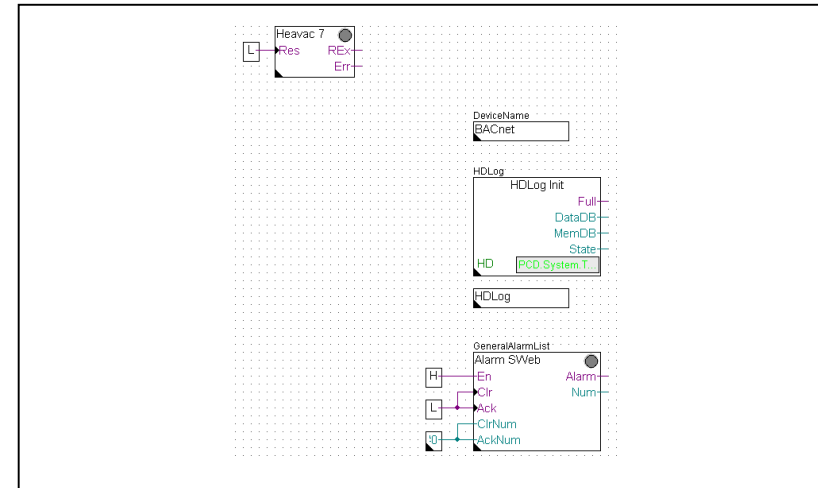 Heavac 7
L Res REx
Err
DeviceName
BACnet
HDLog
HDLog Init
Full
DataDB
MemDB
State
HD PCD.System.T...
HDLog
GeneralAlarmList
Alarm SWeb
H En Alarm
Clr Num
L Ack
ClrNum
AckNum